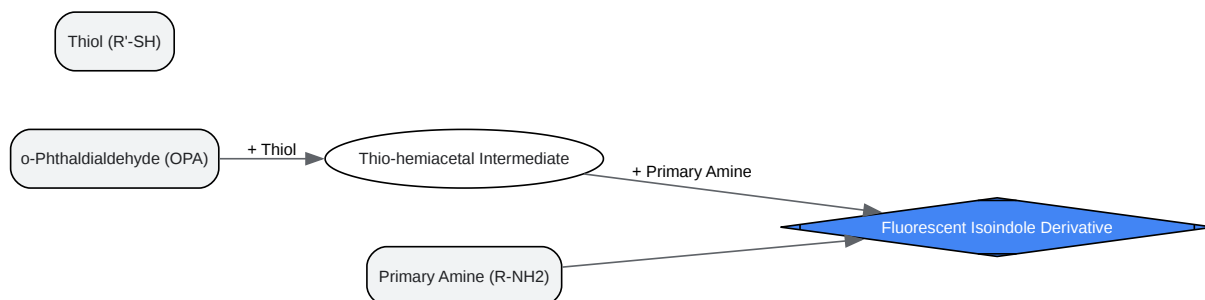 Thiol (R'-SH)
o-Phthaldialdehyde (OPA)
+ Thiol
Thio-hemiacetal Intermediate
+ Primary Amine
Fluorescent Isoindole Derivative
Primary Amine (R-NH2)